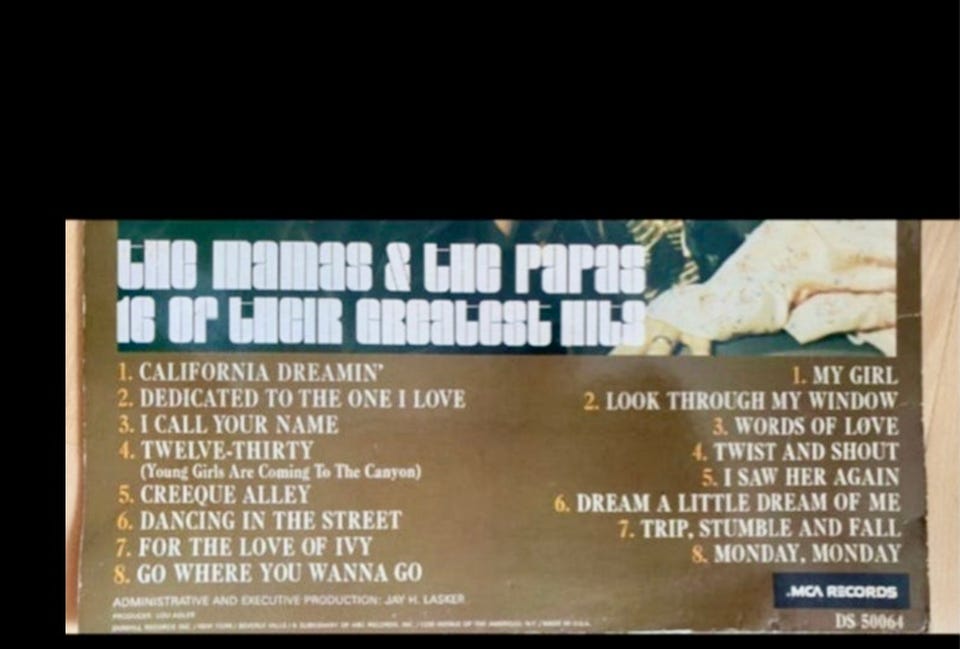 the mamas & the papas
16 of their greatest hits
1. CALIFORNIA DREAMIN'
2. DEDICATED TO THE ONE I LOVE
3. I CALL YOUR NAME
4. TWELVE-THIRTY
(Young Girls Are Coming To The Canyon)
5. CREEQUE ALLEY
6. DANCING IN THE STREET
7. FOR THE LOVE OF IVY
8. GO WHERE YOU WANNA GO
1. MY GIRL
2. LOOK THROUGH MY WINDOW
3. WORDS OF LOVE
4. TWIST AND SHOUT
5. I SAW HER AGAIN
6. DREAM A LITTLE DREAM OF ME
7. TRIP, STUMBLE AND FALL
8. MONDAY, MONDAY
ADMINISTRATIVE AND EXECUTIVE PRODUCTION: JAY H. LASKER
PRODUCER: LOU ADLER
.MCA RECORDS
DS-50064